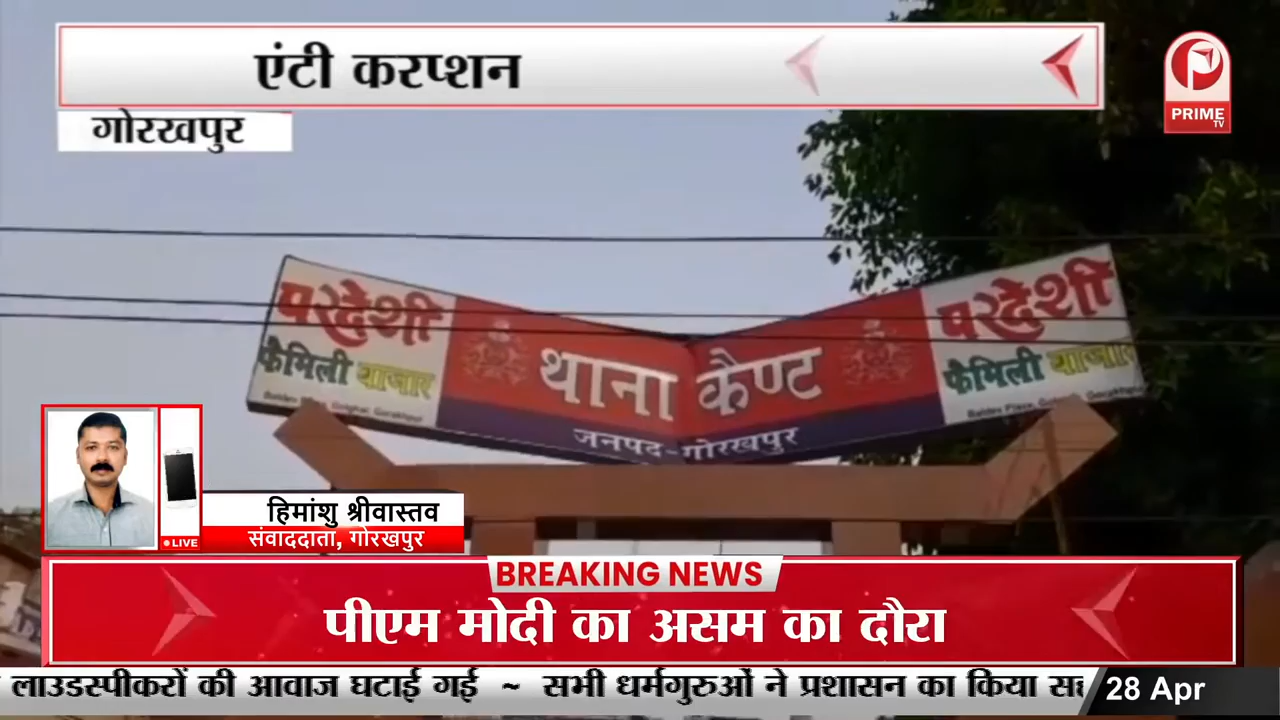 एंटी करप्शन
गोरखपुर
PRIME
TV
परदेशी
फैमिली बाजार
थाना कैण्ट
जनपद-गोरखपुर
परदेशी
फैमिली बाजार
हिमांशु श्रीवास्तव
संवाददाता, गोरखपुर
LIVE
BREAKING NEWS
पीएम मोदी का असम का दौरा
लाउडस्पीकरों की आवाज घटाई गई ~ सभी धर्मगुरुओं ने प्रशासन का किया
28 Apr